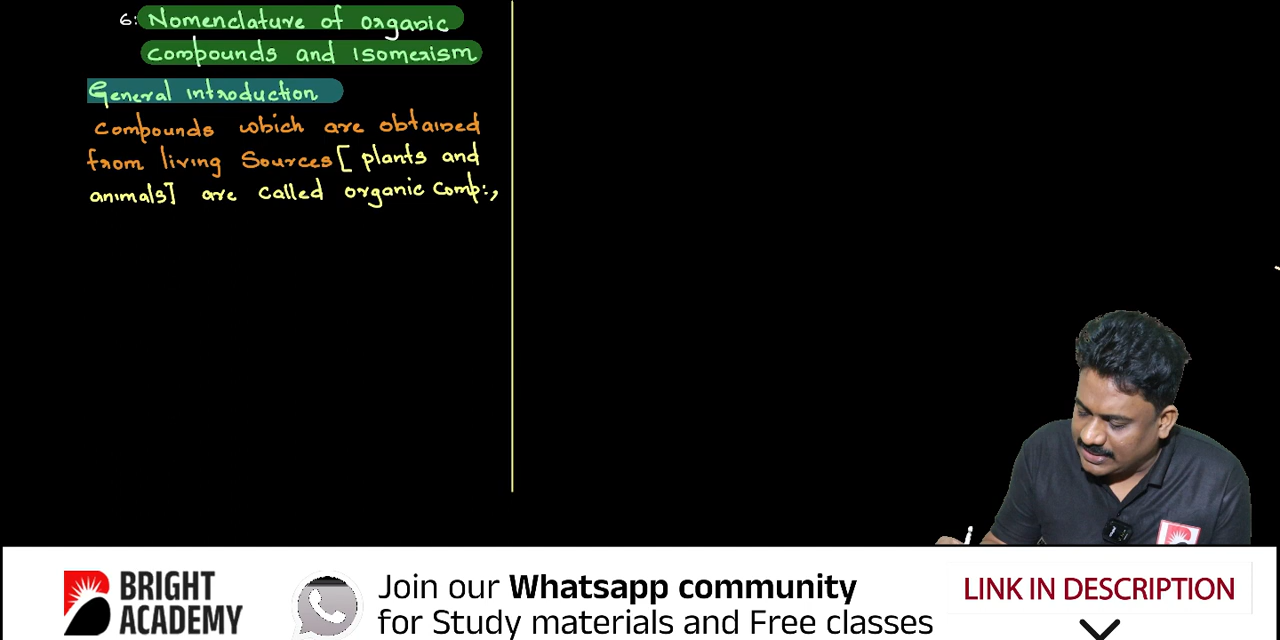 6: Nomenclature of organic
compounds and Isomerism
General introduction
compounds which are obtained
from living Sources [ plants and
animals] are called organic comp:,
BRIGHT
ACADEMY
Join our Whatsapp community
for Study materials and Free classes
LINK IN DESCRIPTION